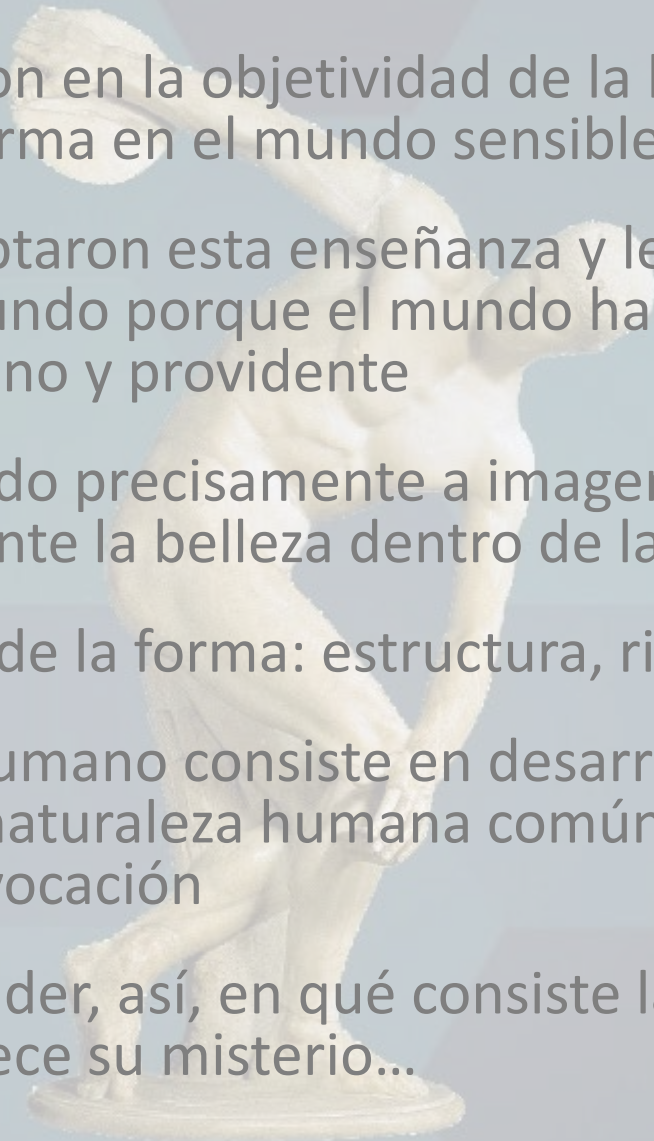 on en la objetividad de la
rma en el mundo sensible
ptaron esta enseñanza y le
undo porque el mundo ha
no y providente
do precisamente a imagen
nte la belleza dentro de la
de la forma: estructura, ri
umano consiste en desarr
naturaleza humana común
vocación
der, así, en qué consiste l
ece su misterio...